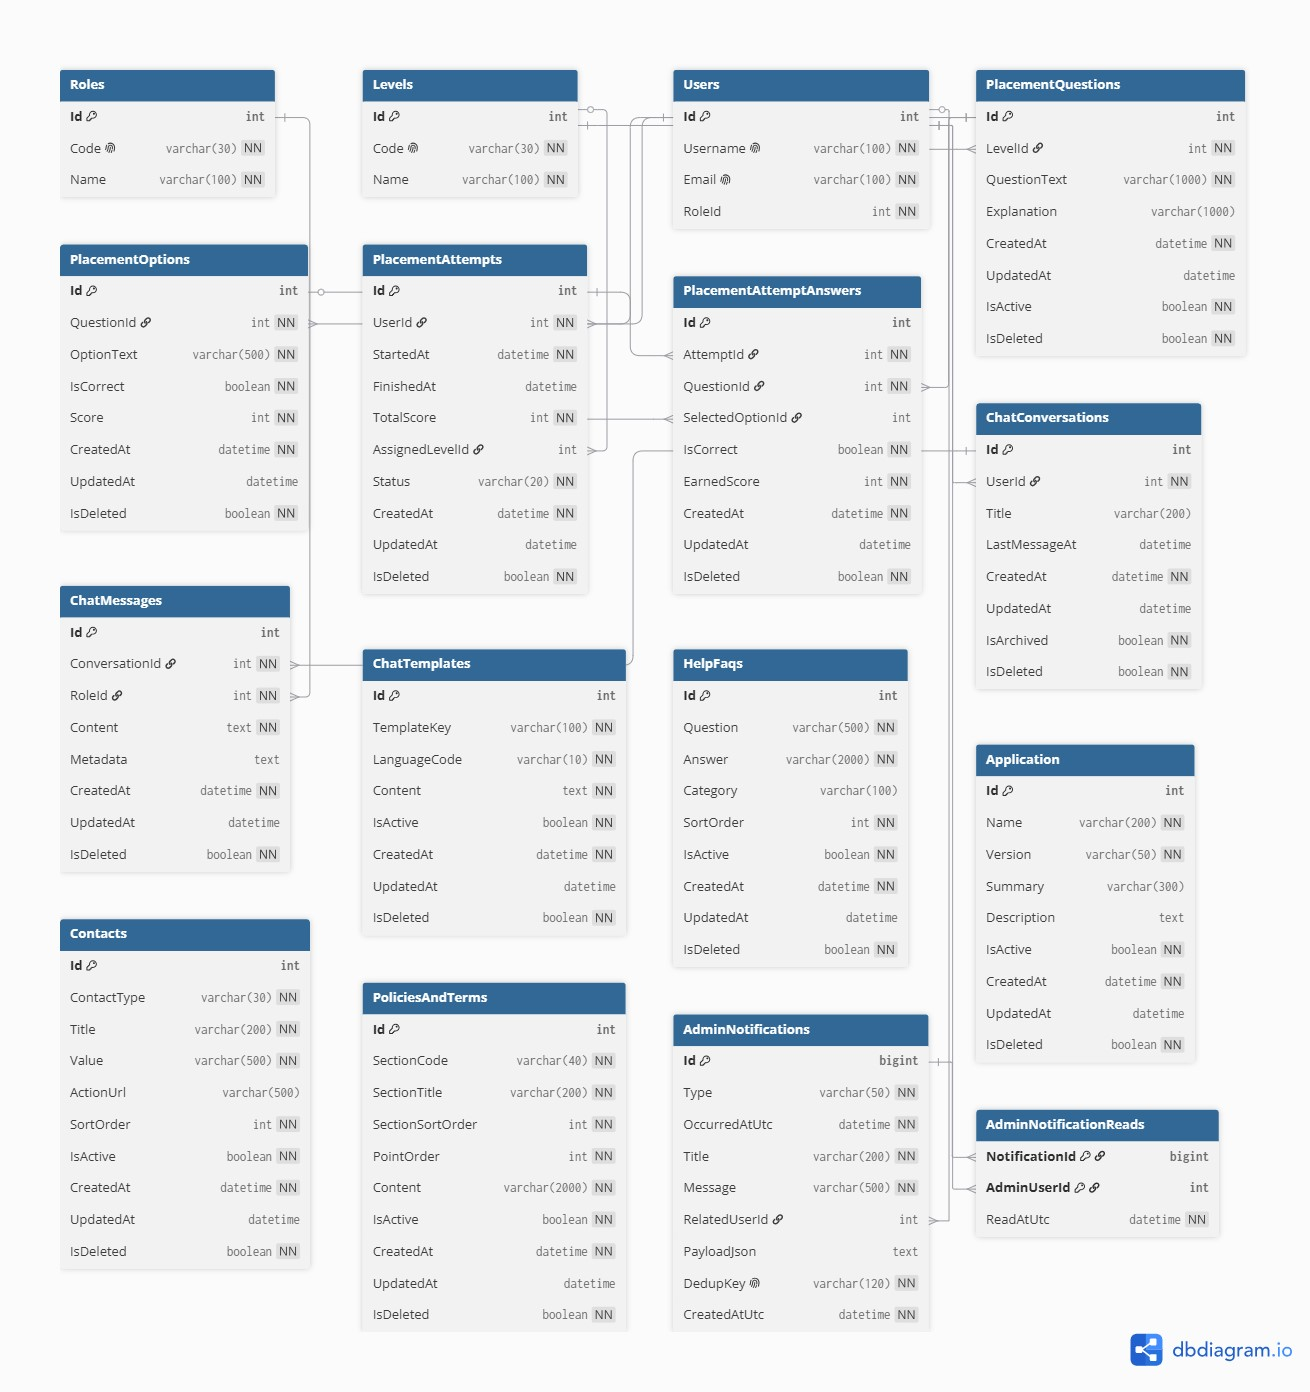 Roles
Id int
Code varchar(30) NN
Name varchar(100) NN
Levels
Id int
Code varchar(30) NN
Name varchar(100) NN
Users
Id int
Username varchar(100) NN
Email varchar(100) NN
RoleId int NN
PlacementQuestions
Id int
LevelId int NN
QuestionText varchar(1000) NN
Explanation varchar(1000)
CreatedAt datetime NN
UpdatedAt datetime
IsActive boolean NN
IsDeleted boolean NN
PlacementOptions
Id int
QuestionId int NN
OptionText varchar(500) NN
IsCorrect boolean NN
Score int NN
CreatedAt datetime NN
UpdatedAt datetime
IsDeleted boolean NN
PlacementAttempts
Id int
UserId int NN
StartedAt datetime NN
FinishedAt datetime
TotalScore int NN
AssignedLevelId int
Status varchar(20) NN
CreatedAt datetime NN
UpdatedAt datetime
IsDeleted boolean NN
PlacementAttemptAnswers
Id int
AttemptId int NN
QuestionId int NN
SelectedOptionId int
IsCorrect boolean NN
EarnedScore int NN
CreatedAt datetime NN
UpdatedAt datetime
IsDeleted boolean NN
ChatConversations
Id int
UserId int NN
Title varchar(200)
LastMessageAt datetime
CreatedAt datetime NN
UpdatedAt datetime
IsArchived boolean NN
IsDeleted boolean NN
ChatMessages
Id int
ConversationId int NN
RoleId int NN
Content text NN
Metadata text
CreatedAt datetime NN
UpdatedAt datetime
IsDeleted boolean NN
ChatTemplates
Id int
TemplateKey varchar(100) NN
LanguageCode varchar(10) NN
Content text NN
IsActive boolean NN
CreatedAt datetime NN
UpdatedAt datetime
IsDeleted boolean NN
HelpFaqs
Id int
Question varchar(500) NN
Answer varchar(2000) NN
Category varchar(100)
SortOrder int NN
IsActive boolean NN
CreatedAt datetime NN
UpdatedAt datetime
IsDeleted boolean NN
Application
Id int
Name varchar(200) NN
Version varchar(50) NN
Summary varchar(300)
Description text
IsActive boolean NN
CreatedAt datetime NN
UpdatedAt datetime
IsDeleted boolean NN
Contacts
Id int
ContactType varchar(30) NN
Title varchar(200) NN
Value varchar(500) NN
ActionUrl varchar(500)
SortOrder int NN
IsActive boolean NN
CreatedAt datetime NN
UpdatedAt datetime
IsDeleted boolean NN
PoliciesAndTerms
Id int
SectionCode varchar(40) NN
SectionTitle varchar(200) NN
SectionSortOrder int NN
PointOrder int NN
Content varchar(2000) NN
IsActive boolean NN
CreatedAt datetime NN
UpdatedAt datetime
IsDeleted boolean NN
AdminNotifications
Id bigint
Type varchar(50) NN
OccurredAtUtc datetime NN
Title varchar(200) NN
Message varchar(500) NN
RelatedUserId int
PayloadJson text
DedupKey varchar(120) NN
CreatedAtUtc datetime NN
AdminNotificationReads
NotificationId bigint
AdminUserId int
ReadAtUtc datetime NN
dbdiagram.io